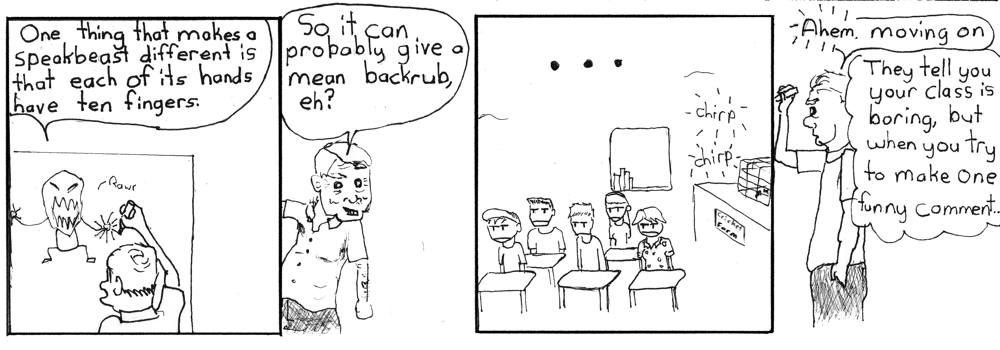 One thing that makes a
speakbeast different is
that each of its hands
have ten fingers.
Rawr
So it can
probably give a
mean backrub,
eh?
chirp
chirp
cricket
farm
Ahem. moving on
They tell you
your class is
boring, but
when you try
to make one
funny comment..